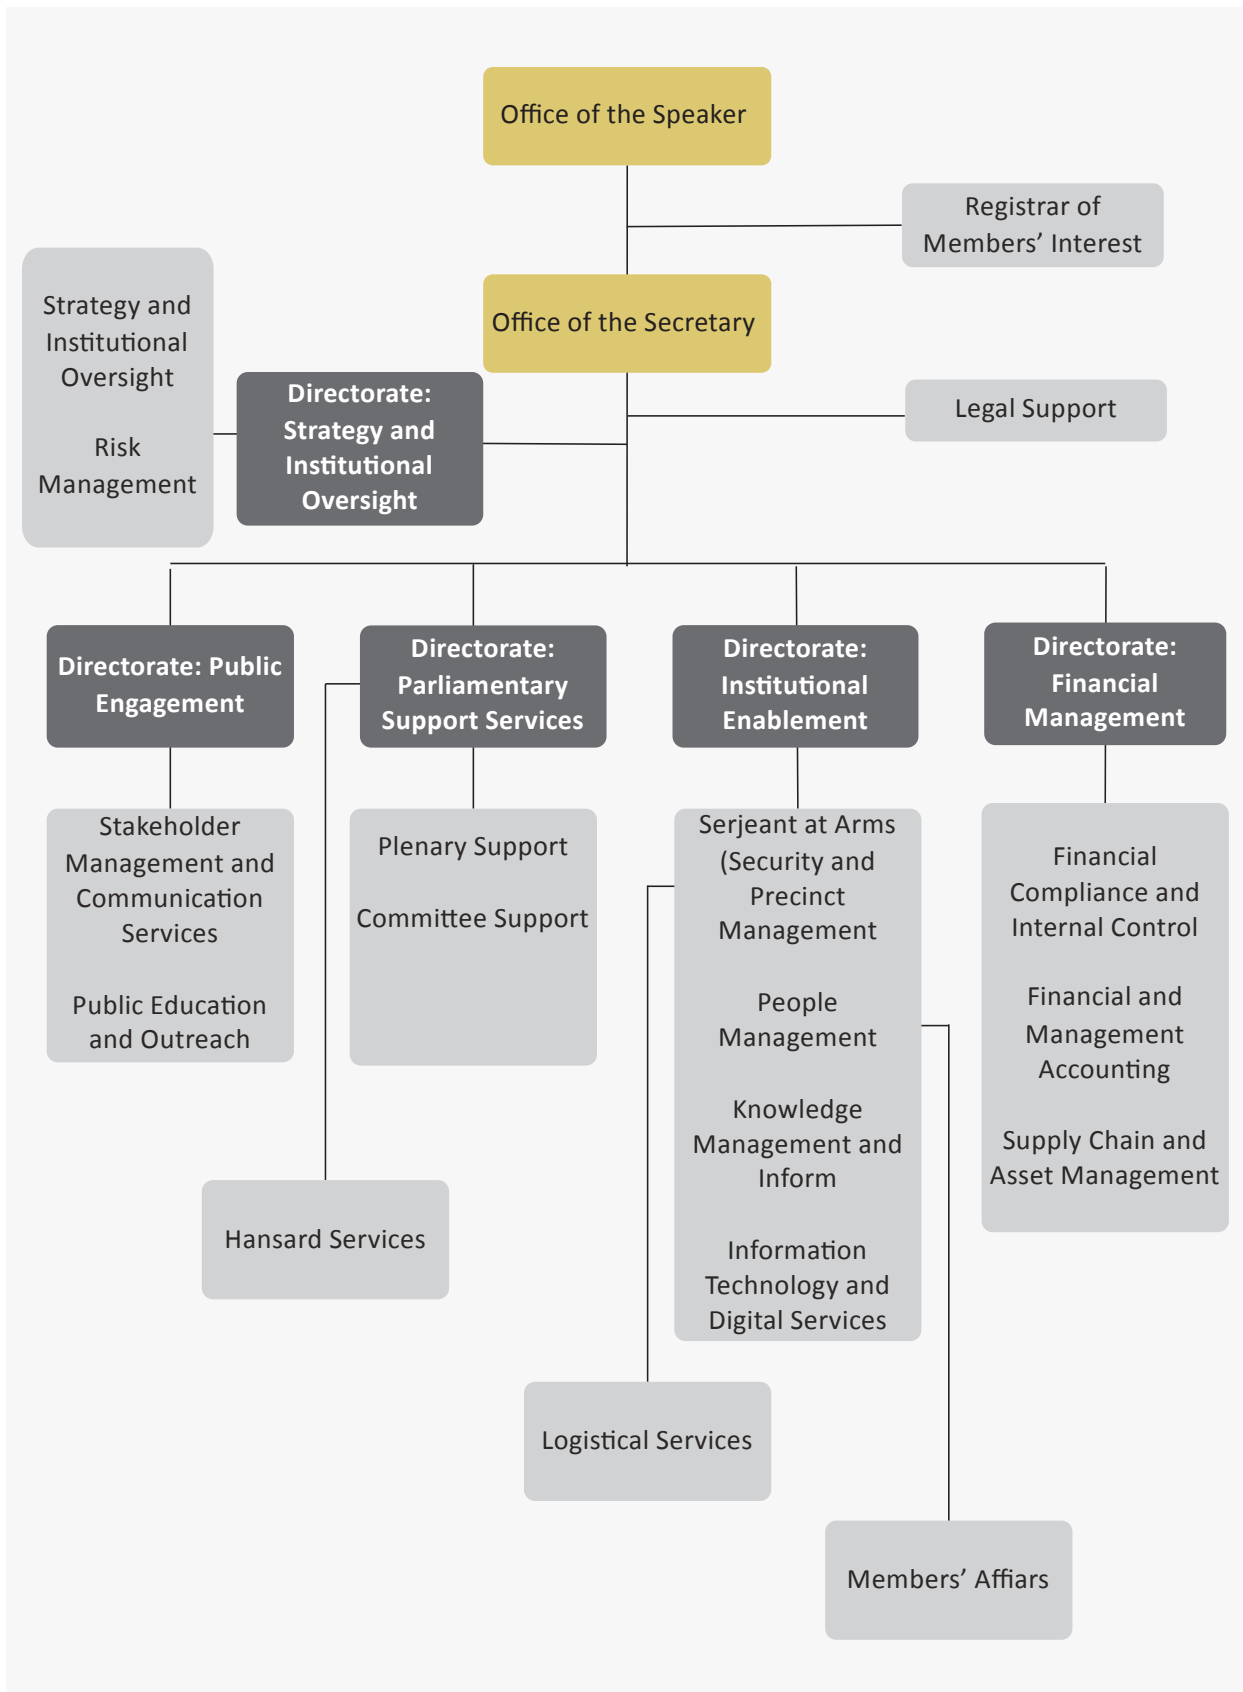 Office of the Speaker
Registrar of
Members’ Interest
Office of the Secretary
Strategy and
Institutional
Oversight
Risk
Management
Directorate:
Strategy and
Institutional
Oversight
Legal Support
Directorate: Public
Engagement
Directorate:
Parliamentary
Support Services
Directorate:
Institutional
Enablement
Directorate:
Financial
Management
Stakeholder
Management and
Communication
Services
Public Education
and Outreach
Plenary Support
Committee Support
Serjeant at Arms
(Security and
Precinct
Management
People
Management
Knowledge
Management and
Inform
Information
Technology and
Digital Services
Financial
Compliance and
Internal Control
Financial and
Management
Accounting
Supply Chain and
Asset Management
Hansard Services
Logistical Services
Members’ Affiars